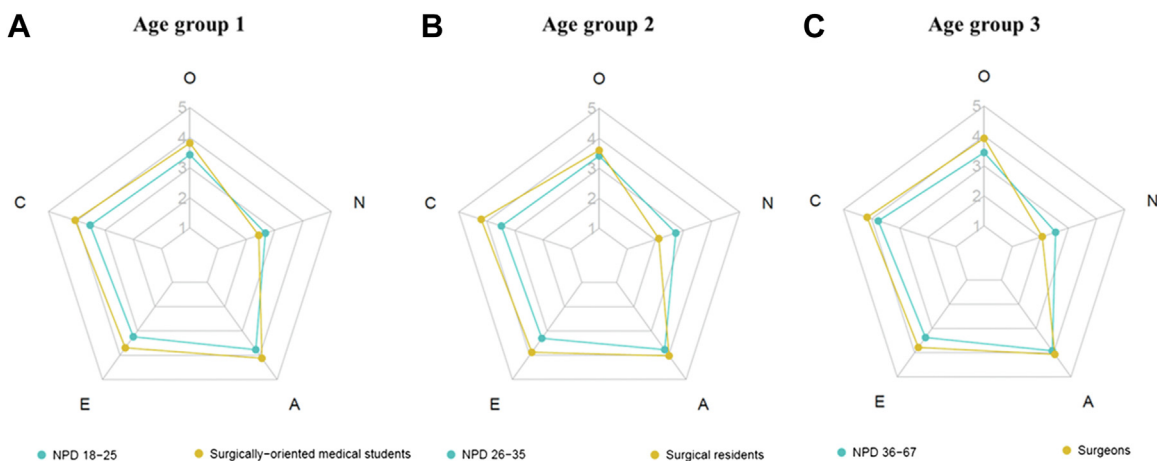 A
Age group 1
O
5
4
3
2
1
C
N
E
A
NPD 18-25
Surgically-oriented medical students
B
Age group 2
O
5
4
3
2
1
C
N
E
A
NPD 26-35
Surgical residents
C
Age group 3
O
5
4
3
2
1
C
N
E
A
NPD 36-67
Surgeons